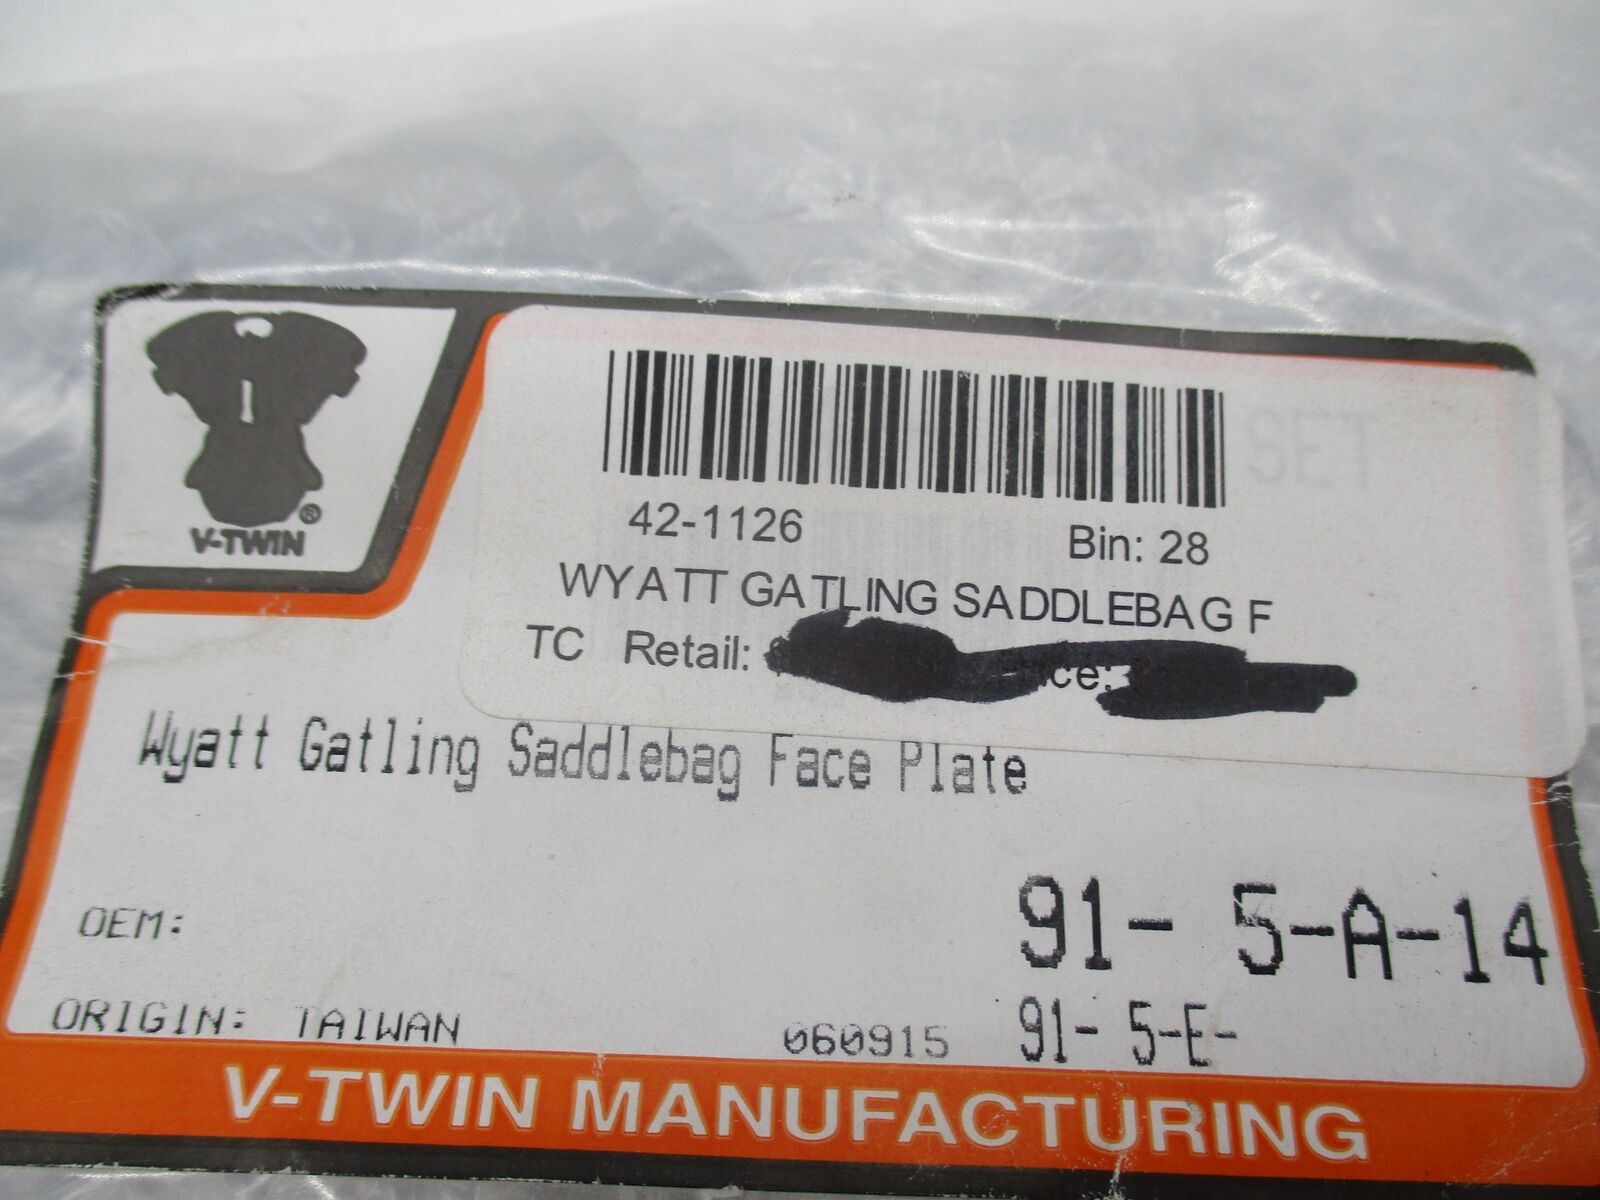 ® 
V-TWIN
SET
42-1126 Bin: 28
WYATT GATLING SADDLEBAG F
TC Retail:
Wyatt Gatling Saddlebag Face Plate
OEM:
91- 5-A-14
ORIGIN: TAIWAN 060915 91- 5-E-
V-TWIN MANUFACTURING